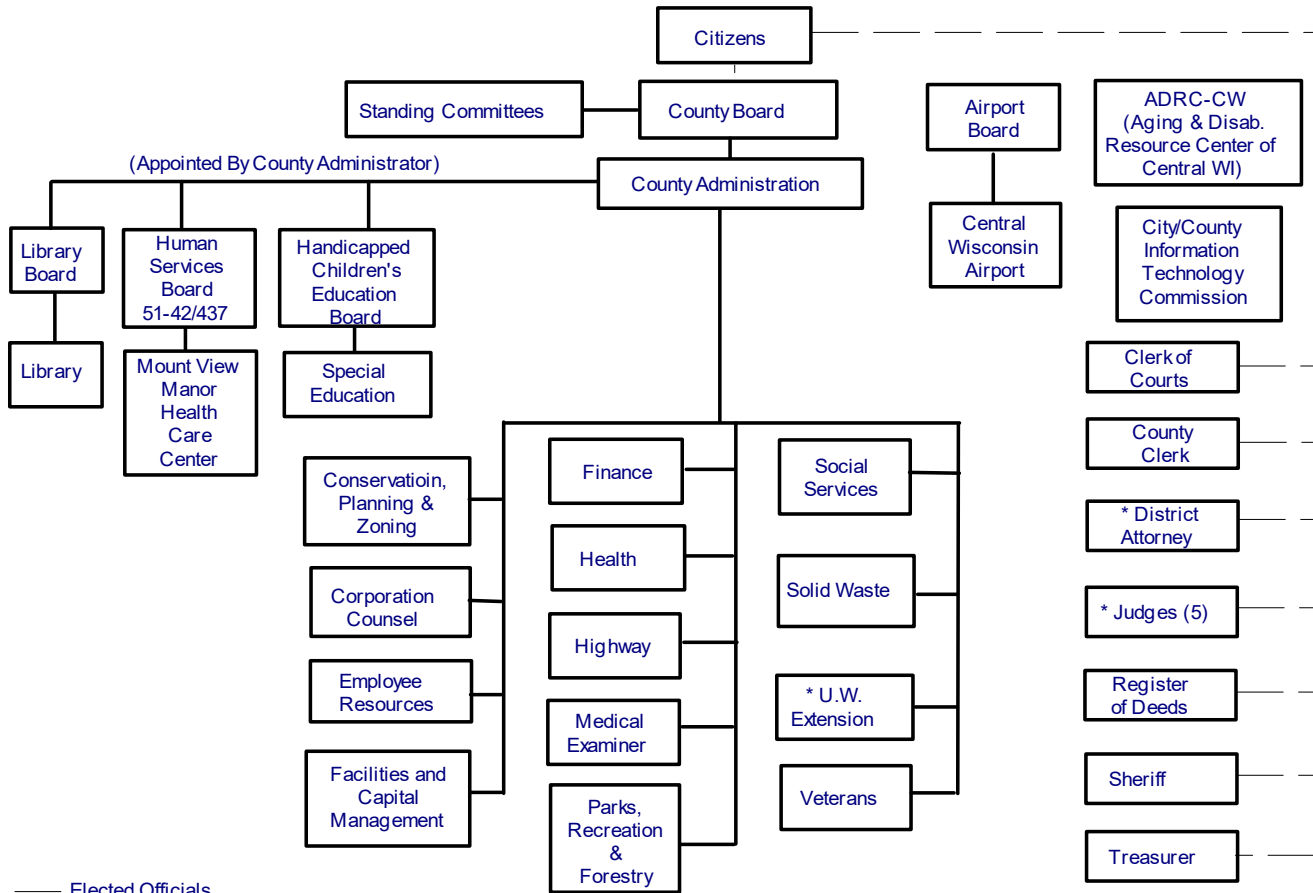 Citizens
Standing Committees
County Board
Airport
Board
ADRC-CW
(Aging & Disab.
Resource Center of
Central WI)
(Appointed By County Administrator)
County Administration
Library
Board
Human
Services
Board
51-42/437
Handicapped
Children's
Education
Board
Central
Wisconsin
Airport
City/County
Information
Technology
Commission
Library
Mount View
Manor
Health
Care
Center
Special
Education
Clerk of
Courts
County
Clerk
* District
Attorney
* Judges (5)
Register
of Deeds
Sheriff
Treasurer
Conservatioin,
Planning &
Zoning
Corporation
Counsel
Employee
Resources
Facilities and
Capital
Management
Finance
Health
Highway
Medical
Examiner
Parks,
Recreation
&
Forestry
Social
Services
Solid Waste
* U.W.
Extension
Veterans
Elected Officials